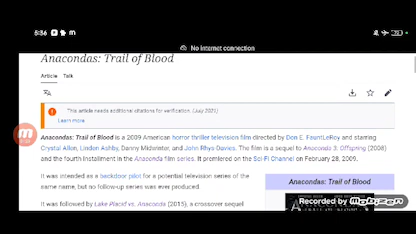 5:36
No internet connection
Anacondas: Trail of Blood
Article Talk
This article needs additional citations for verification. (July 2021)
Learn more
Anacondas: Trail of Blood is a 2009 American horror thriller television film directed by Don E. FauntLeRoy and starring
Crystal Allen, Linden Ashby, Danny Midwinter, and John Rhys Davies. The film is a sequel to Anaconda 3: Offspring (2008)
and the fourth installment in the Anaconda film series. It premiered on the Sci-Fi Channel on February 28, 2009.
It was intended as a backdoor pilot for a potential television series of the
same name, but no follow-up series was ever produced.
Anacondas: Trail of Blood
It was followed by Lake Placid vs. Anaconda (2015), a crossover sequel
Recorded by mobizen